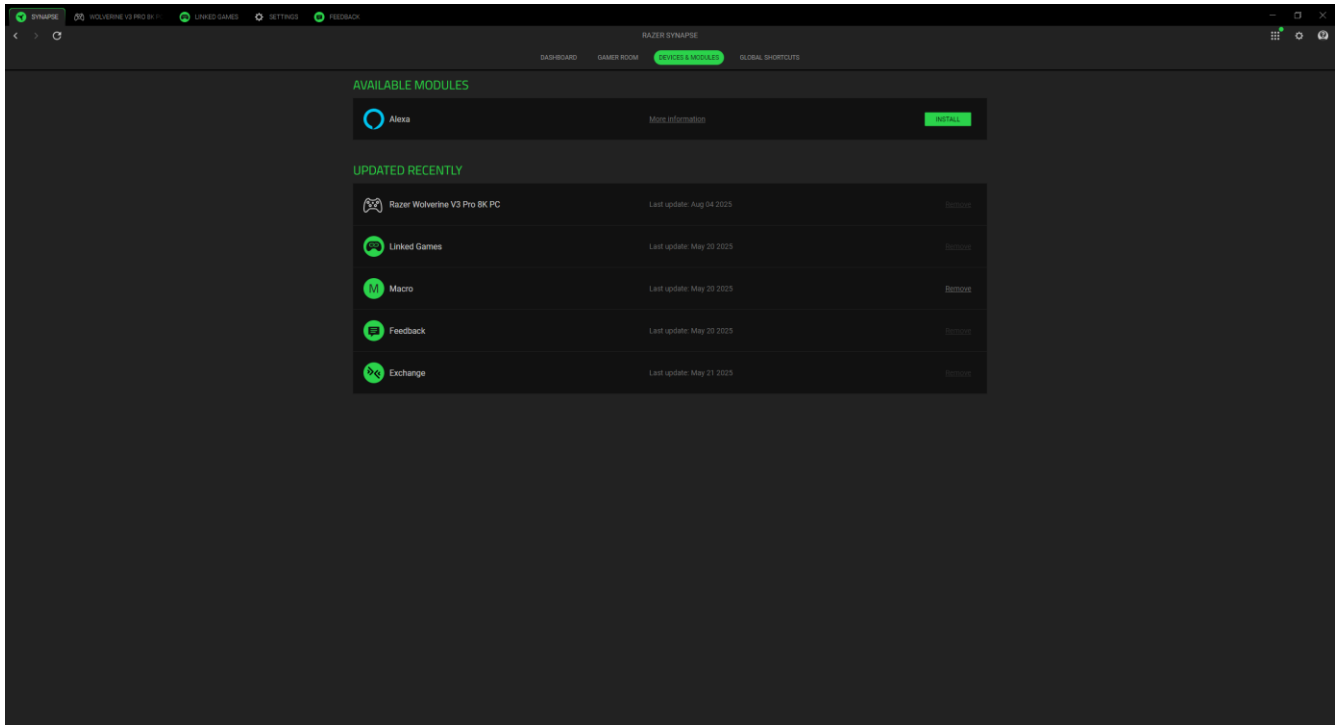 SYNAPSE WOLVERINE V3 PRO 8K P LINKED GAMES SETTINGS FEEDBACK
RAZER SYNAPSE
DASHBOARD GAMER ROOM DEVICES & MODULES GLOBAL SHORTCUTS
AVAILABLE MODULES
Alexa More information INSTALL
UPDATED RECENTLY
Razer Wolverine V3 Pro 8K PC Last update: Aug 04 2025 Remove
Linked Games Last update: May 20 2025 Remove
M Macro Last update: May 20 2025 Remove
Feedback Last update: May 20 2025 Remove
Exchange Last update: May 21 2025 Remove